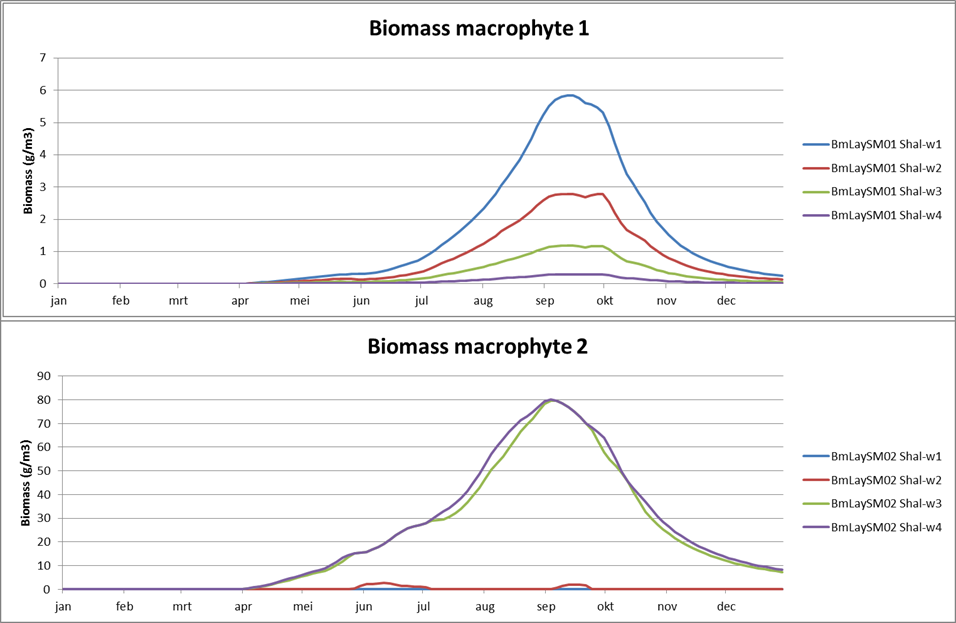 Biomass macrophyte 1
7
6
5
4
3
2
1
0
Biomass (g/m3)
jan feb mrt apr mei jun jul aug sep okt nov dec
BmLaySM01 Shal-w1
BmLaySM01 Shal-w2
BmLaySM01 Shal-w3
BmLaySM01 Shal-w4
Biomass macrophyte 2
90
80
70
60
50
40
30
20
10
0
Biomass (g/m3)
jan feb mrt apr mei jun jul aug sep okt nov dec
BmLaySM02 Shal-w1
BmLaySM02 Shal-w2
BmLaySM02 Shal-w3
BmLaySM02 Shal-w4